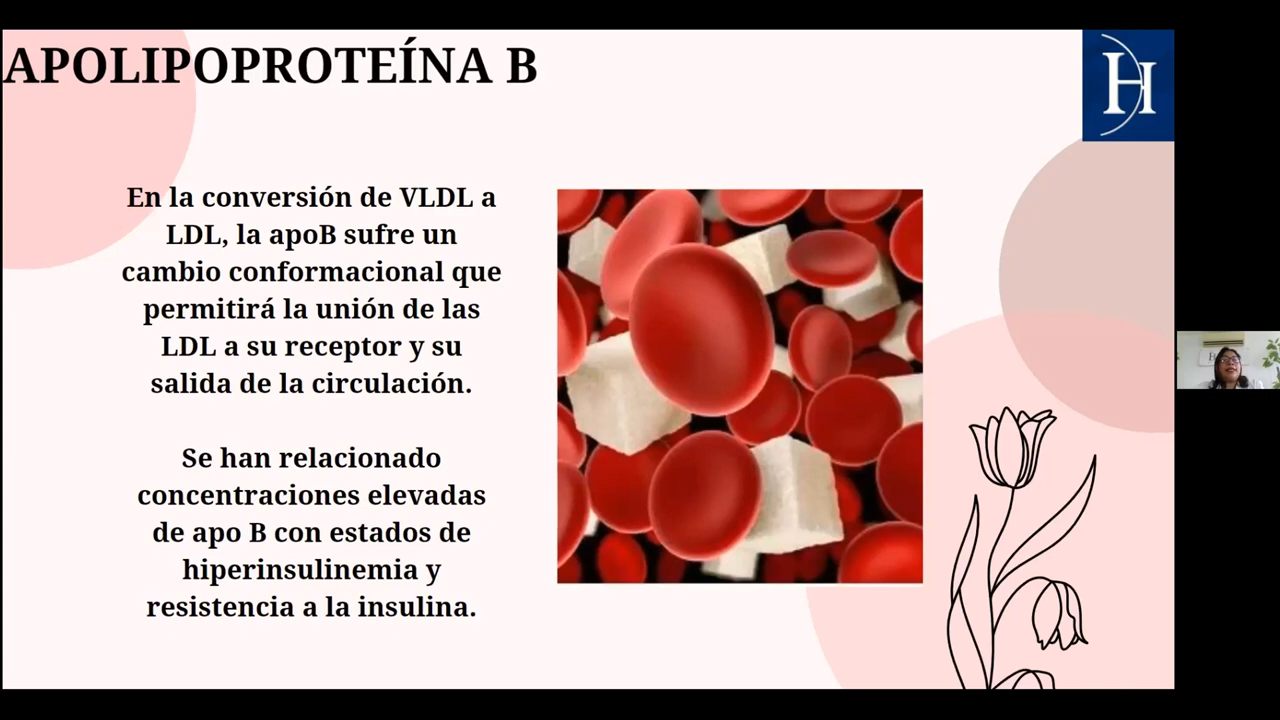 APOLIPOPROTEÍNA B
H
En la conversión de VLDL a
LDL, la apoB sufre un
cambio conformacional que
permitirá la unión de las
LDL a su receptor y su
salida de la circulación.
Se han relacionado
concentraciones elevadas
de apo B con estados de
hiperinsulinemia y
resistencia a la insulina.